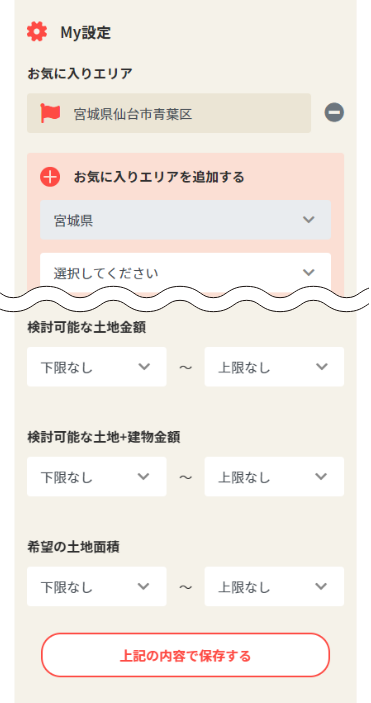 My設定
お気に入りエリア
宮城県仙台市青葉区
お気に入りエリアを追加する
宮城県
選択してください
検討可能な土地金額
下限なし ～ 上限なし
検討可能な土地+建物金額
下限なし ～ 上限なし
希望の土地面積
下限なし ～ 上限なし
上記の内容で保存する